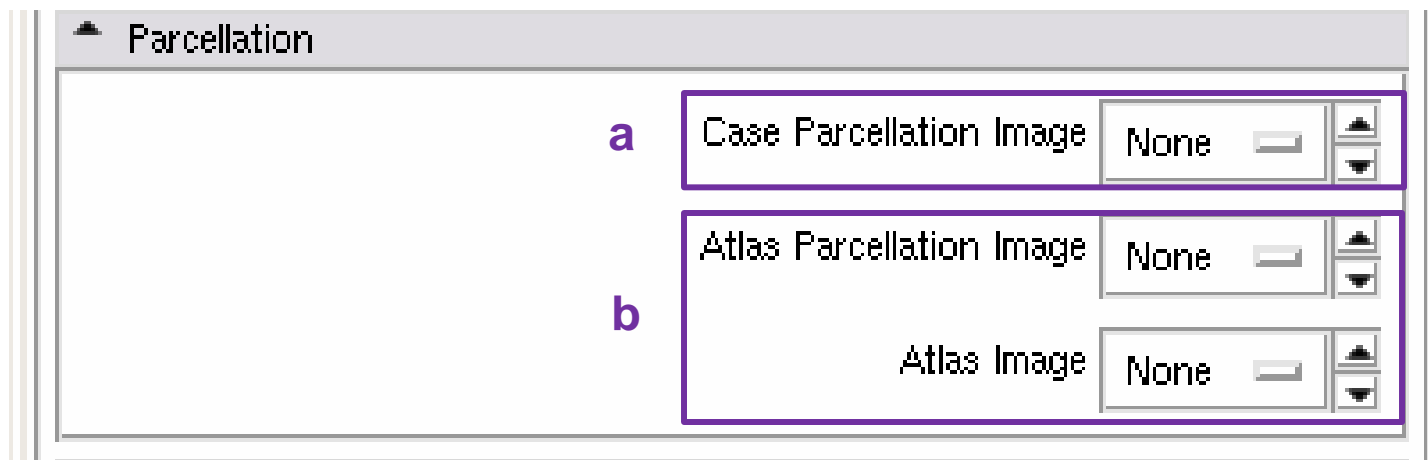 Parcellation
a
Case Parcellation Image None
b
Atlas Parcellation Image None
Atlas Image None